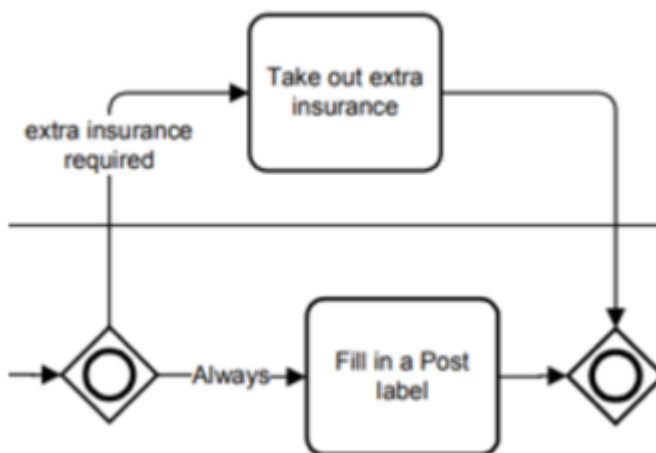 Take out extra
insurance
extra insurance
required
Always
Fill in a Post
label